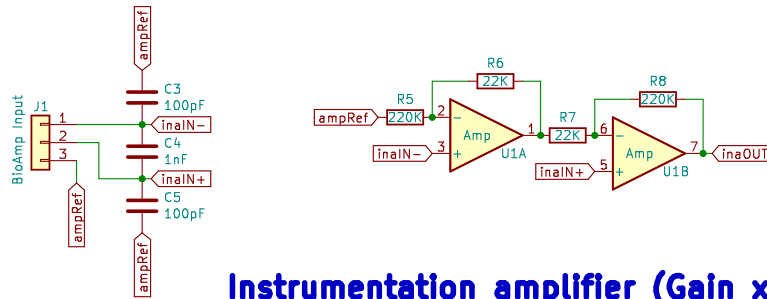 ampRef
C3
100pF
J1
BioAmp Input
1
2
3
inaIN-
C4
1nF
inaIN+
C5
100pF
ampRef
ampRef
R6
22K
R8
220K
ampRef
R5
220K
2
-
Amp
1
R7
22K
6
-
Amp
7
inaOUT
inaIN-
3
+
U1A
inaIN+
5
+
U1B
Instrumentation amplifier (Gain x